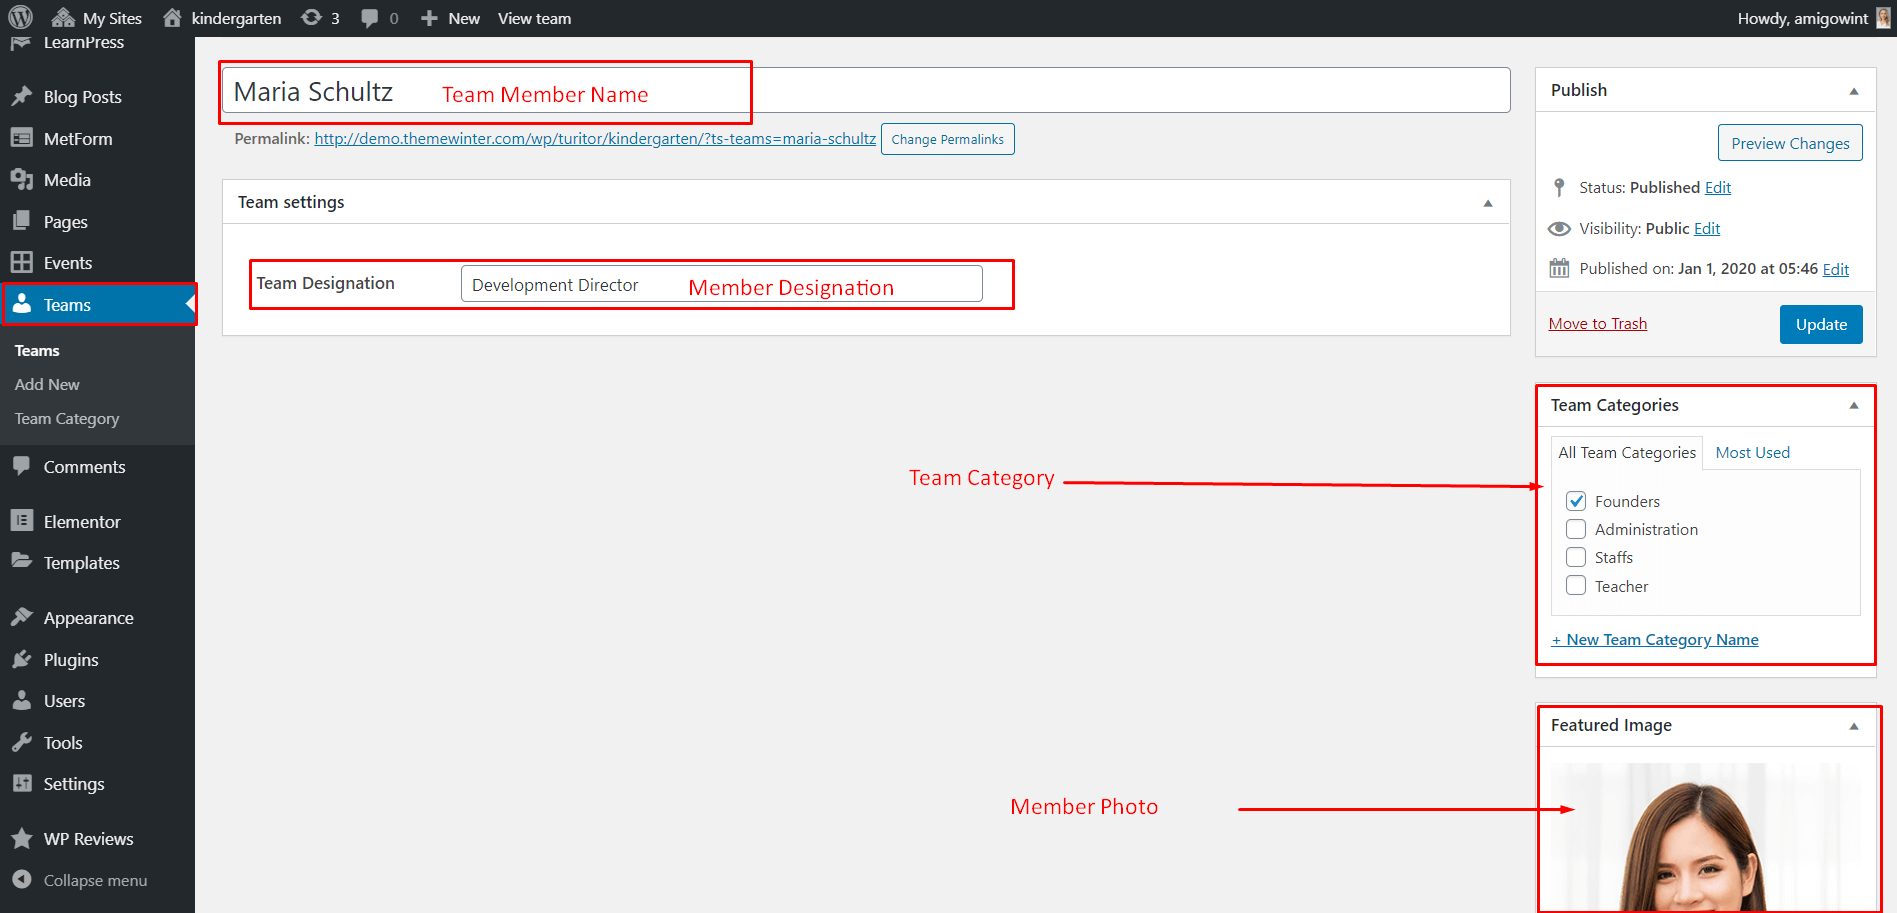 My Sites kindergarten 3 0 New View team Howdy, amigowint
LearnPress
Blog Posts
MetForm
Media
Pages
Events
Teams
Teams
Add New
Team Category
Comments
Elementor
Templates
Appearance
Plugins
Users
Tools
Settings
WP Reviews
Collapse menu
Maria Schultz Team Member Name
Permalink: http://demo.themewinter.com/wp/turitor/kindergarten/?ts-teams=maria-schultz Change Permalinks
Team settings
Team Designation Development Director Member Designation
Team Category
Member Photo
Publish
Preview Changes
Status: Published Edit
Visibility: Public Edit
Published on: Jan 1, 2020 at 05:46 Edit
Move to Trash Update
Team Categories
All Team Categories Most Used
Founders
Administration
Staffs
Teacher
+ New Team Category Name
Featured Image